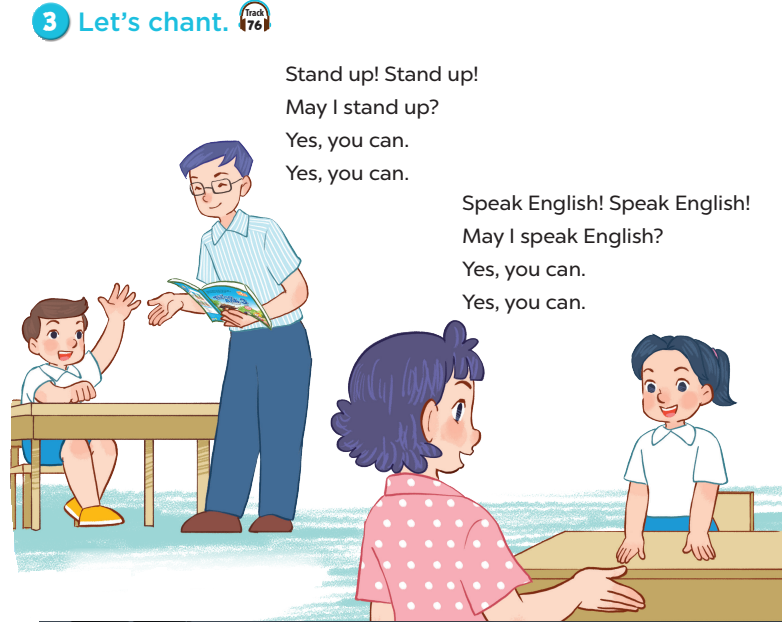 3 Let's chant. Track 76
Stand up! Stand up!
May I stand up?
Yes, you can.
Yes, you can.
Speak English! Speak English!
May I speak English?
Yes, you can.
Yes, you can.